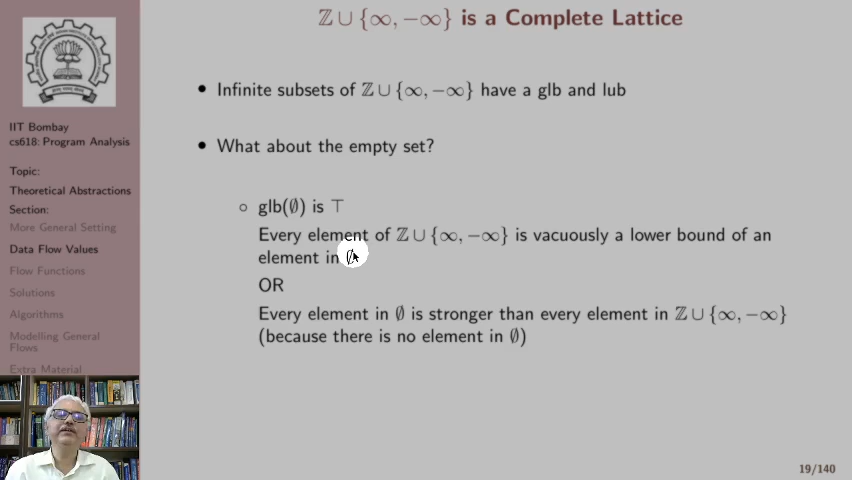 ℤ ∪ {∞, −∞} is a Complete Lattice
IIT Bombay
cs618: Program Analysis
Topic:
Theoretical Abstractions
Section:
More General Setting
Data Flow Values
Flow Functions
Solutions
Algorithms
Modelling General
Flows
Extra Material
• Infinite subsets of ℤ ∪ {∞, −∞} have a glb and lub
• What about the empty set?
○ glb(∅) is ⊤
Every element of ℤ ∪ {∞, −∞} is vacuously a lower bound of an
element in ∅
OR
Every element in ∅ is stronger than every element in ℤ ∪ {∞, −∞}
(because there is no element in ∅)
19/140